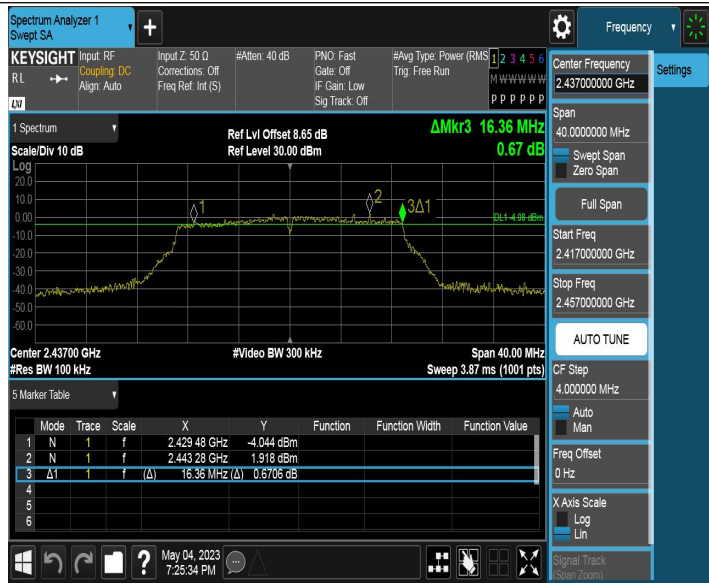 Spectrum Analyzer 1
Swept SA
Frequency
KEYSIGHT
RL
LXI
Input: RF
Coupling: DC
Align: Auto
Input Z: 50 Ω
Corrections: Off
Freq Ref: Int (S)
#Atten: 40 dB
PNO: Fast
Gate: Off
IF Gain: Low
Sig Track: Off
#Avg Type: Power (RMS
Trig: Free Run
1 2 3 4 5 6
M W W W W W
P P P P P P
1 Spectrum
Scale/Div 10 dB
Ref Lvl Offset 8.65 dB
Ref Level 30.00 dBm
ΔMkr3 16.36 MHz
0.67 dB
Log
20.0
10.0
0.00
-10.0
-20.0
-30.0
-40.0
-50.0
-60.0
1
2
3Δ1
DL1 -4.08 dBm
Center 2.43700 GHz
#Video BW 300 kHz
Span 40.00 MHz
#Res BW 100 kHz
Sweep 3.87 ms (1001 pts)
5 Marker Table
Mode Trace Scale X Y Function Function Width Function Value
1 N 1 f 2.429 48 GHz -4.044 dBm
2 N 1 f 2.443 28 GHz 1.918 dBm
3 Δ1 1 f (Δ) 16.36 MHz (Δ) 0.6706 dB
4
5
6
May 04, 2023
7:25:34 PM
Center Frequency
2.437000000 GHz
Settings
Span
40.0000000 MHz
Swept Span
Zero Span
Full Span
Start Freq
2.417000000 GHz
Stop Freq
2.457000000 GHz
AUTO TUNE
CF Step
4.000000 MHz
Auto
Man
Freq Offset
0 Hz
X Axis Scale
Log
Lin
Signal Track
(Span Zoom)